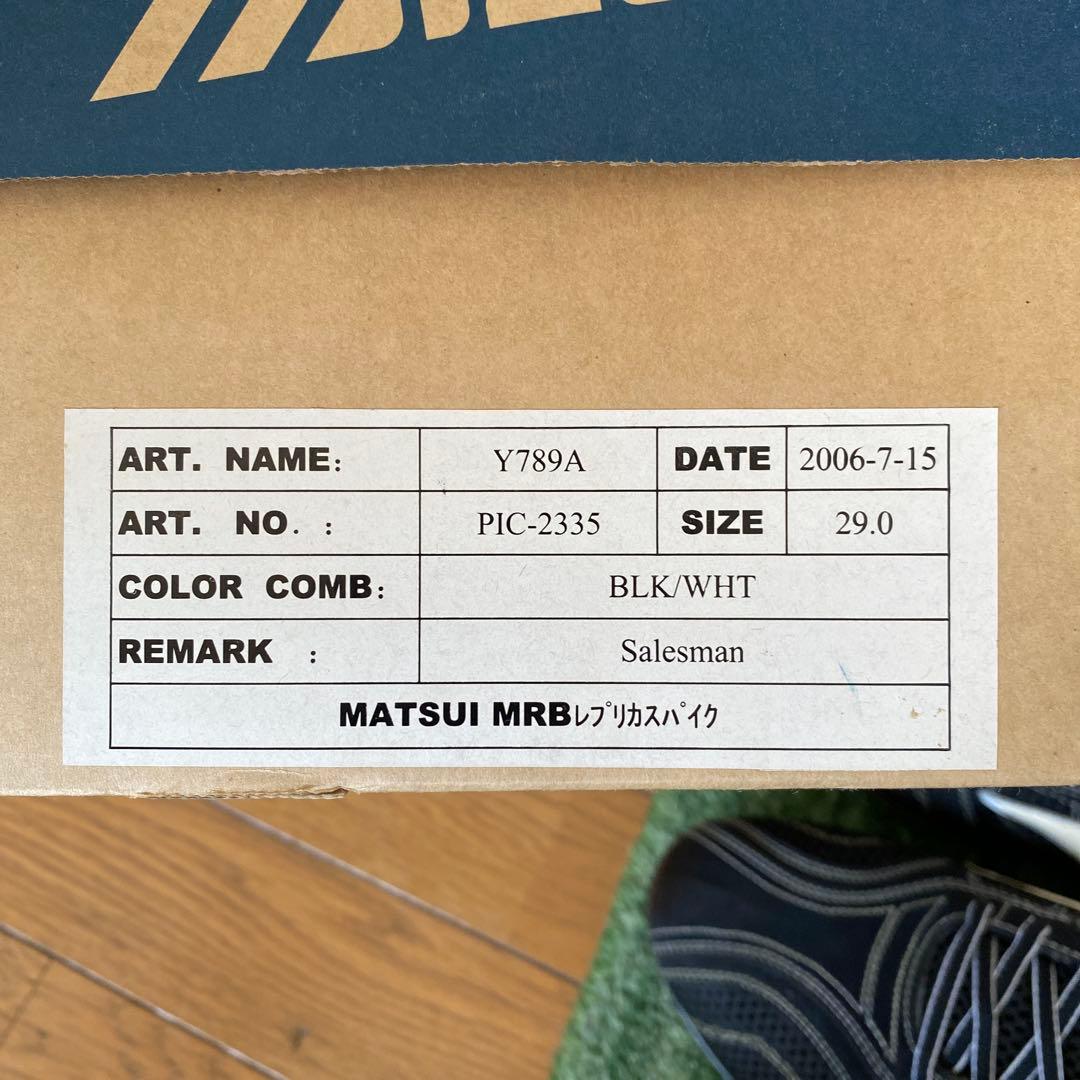 ART. NAME: Y789A DATE 2006-7-15
ART. NO. : PIC-2335 SIZE 29.0
COLOR COMB: BLK/WHT
REMARK : Salesman
MATSUI MRBﾚﾌﾟﾘｶｽﾊﾟｲｸ